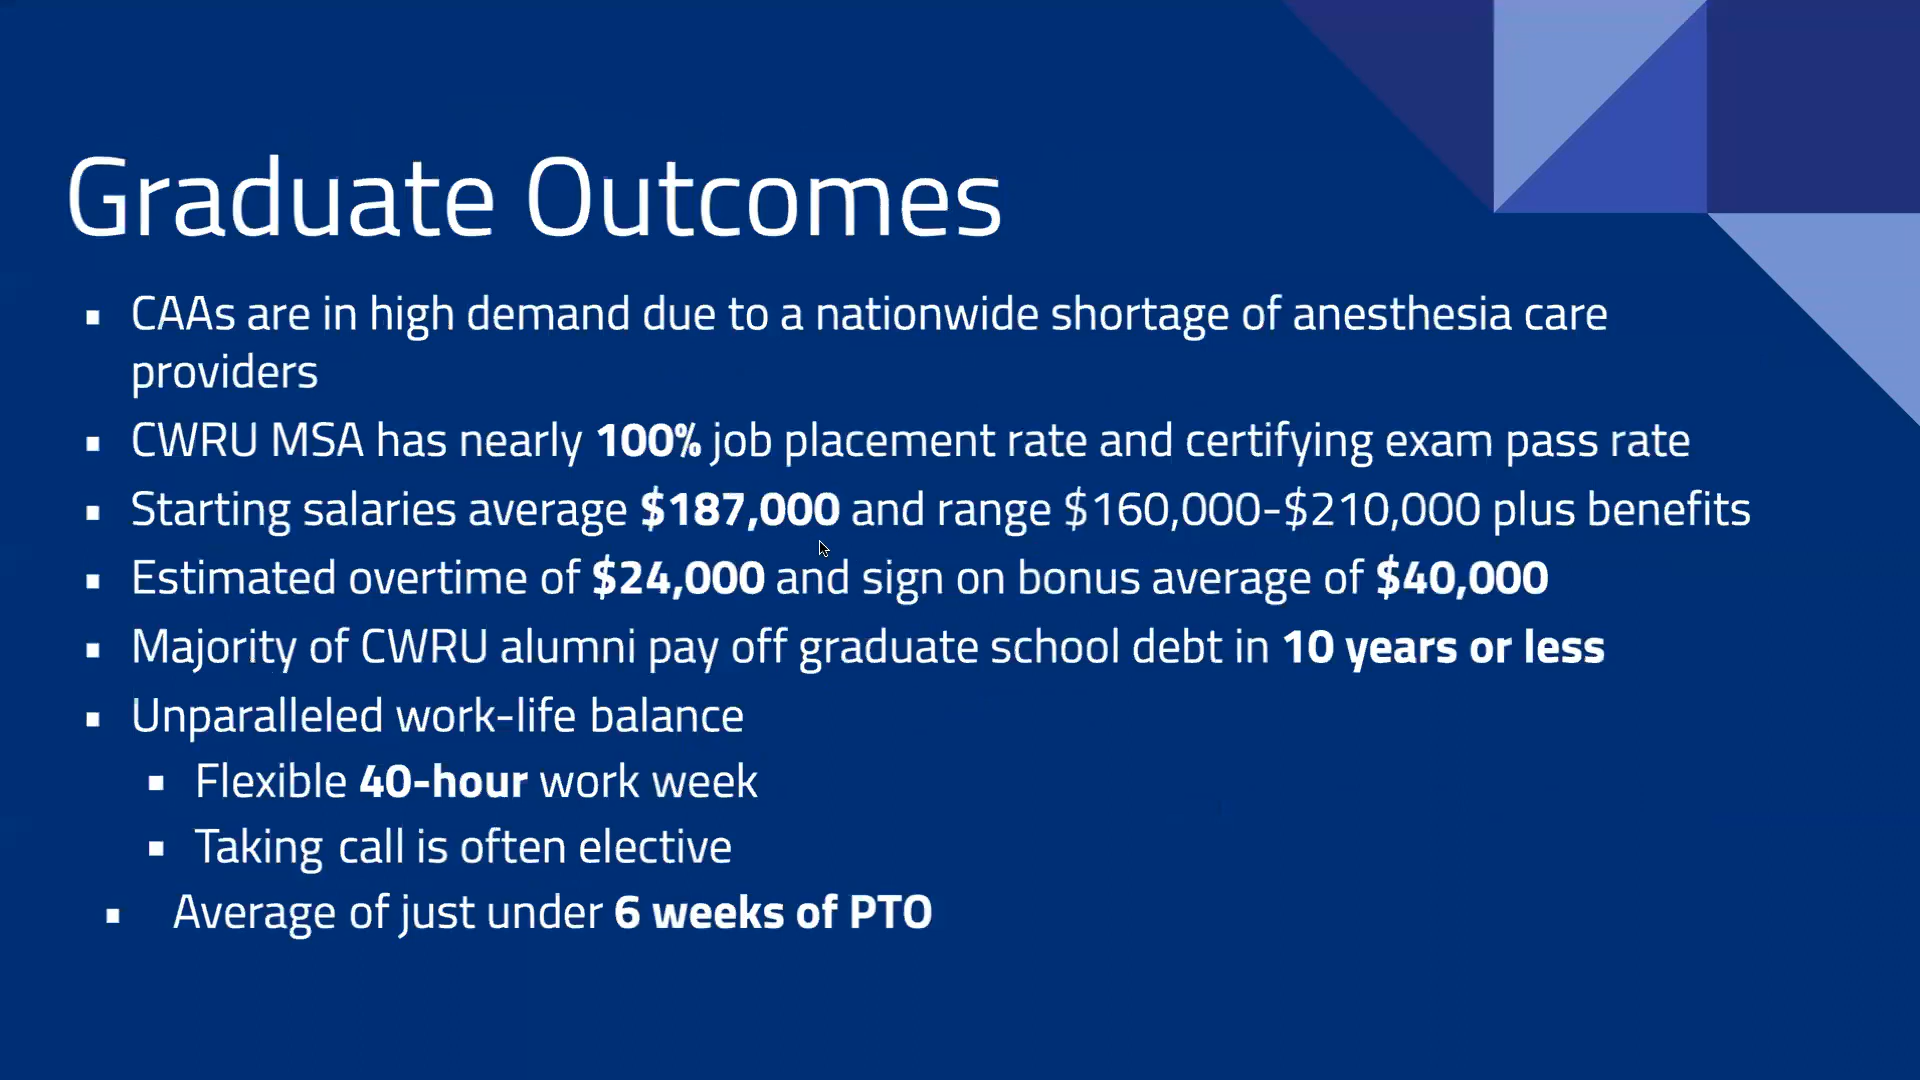 Graduate Outcomes
▪ CAAs are in high demand due to a nationwide shortage of anesthesia care
providers
▪ CWRU MSA has nearly 100% job placement rate and certifying exam pass rate
▪ Starting salaries average $187,000 and range $160,000-$210,000 plus benefits
▪ Estimated overtime of $24,000 and sign on bonus average of $40,000
▪ Majority of CWRU alumni pay off graduate school debt in 10 years or less
▪ Unparalleled work-life balance
▪ Flexible 40-hour work week
▪ Taking call is often elective
▪ Average of just under 6 weeks of PTO